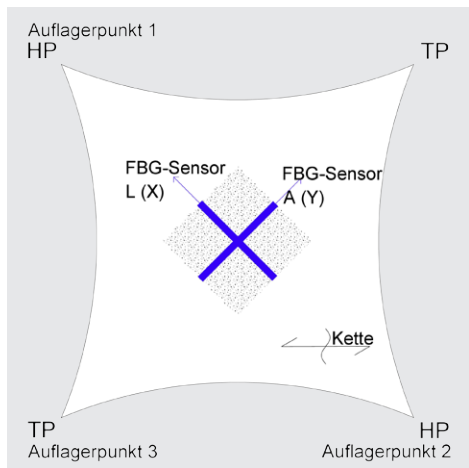 Auflagerpunkt 1
HP
TP
FBG-Sensor
L (X)
FBG-Sensor
A (Y)
Kette
TP
Auflagerpunkt 3
HP
Auflagerpunkt 2